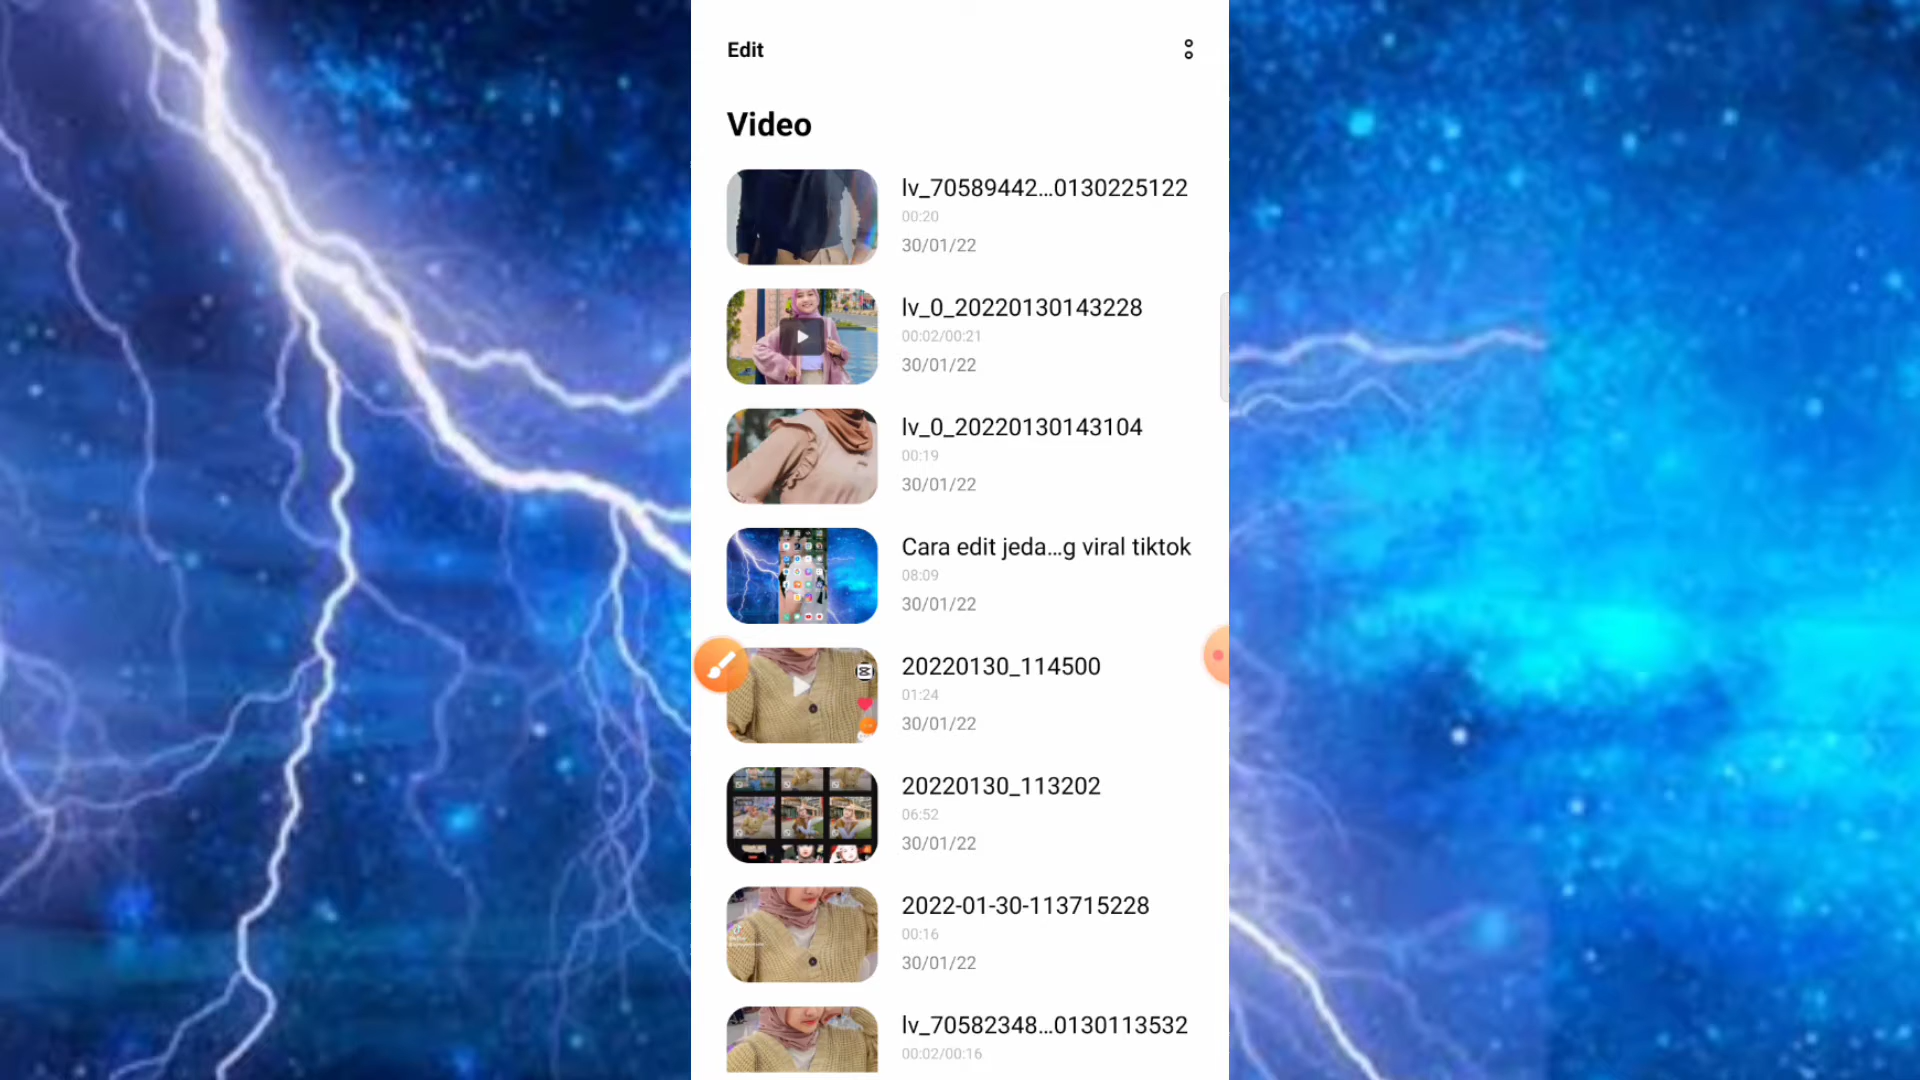 Edit
Video
lv_70589442...0130225122
00:20
30/01/22
lv_0_20220130143228
00:02/00:21
30/01/22
lv_0_20220130143104
00:19
30/01/22
Cara edit jeda...g viral tiktok
08:09
30/01/22
20220130_114500
01:24
30/01/22
20220130_113202
06:52
30/01/22
2022-01-30-113715228
00:16
30/01/22
lv_70582348...0130113532
00:02/00:16